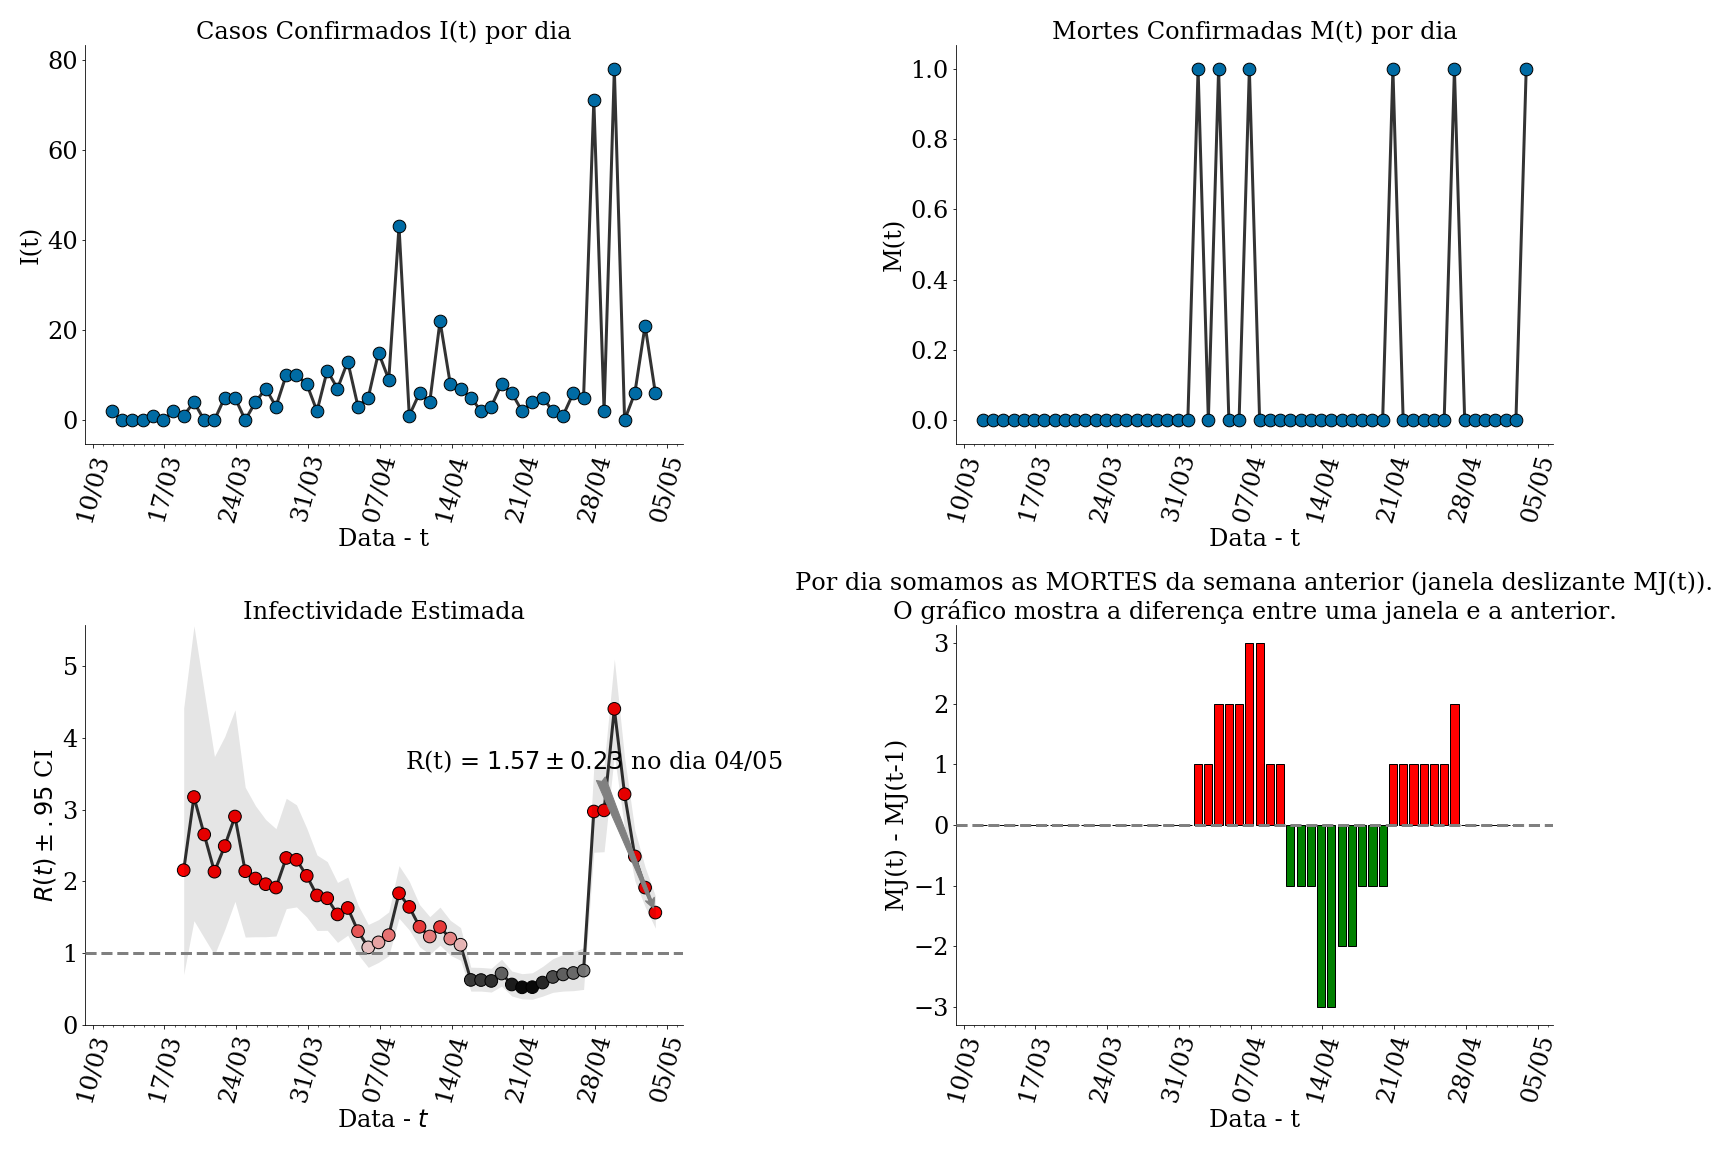 Casos Confirmados I(t) por dia
80
60
40
20
0
I(t)
10/03 17/03 24/03 31/03 07/04 14/04 21/04 28/04 05/05
Data - t
Mortes Confirmadas M(t) por dia
1.0
0.8
0.6
0.4
0.2
0.0
M(t)
10/03 17/03 24/03 31/03 07/04 14/04 21/04 28/04 05/05
Data - t
Infectividade Estimada
5
4
3
2
1
0
R(t) ± .95 CI
R(t) = 1.57 ± 0.23 no dia 04/05
10/03 17/03 24/03 31/03 07/04 14/04 21/04 28/04 05/05
Data - t
Por dia somamos as MORTES da semana anterior (janela deslizante MJ(t)).
O gráfico mostra a diferença entre uma janela e a anterior.
3
2
1
0
−1
−2
−3
MJ(t) - MJ(t-1)
10/03 17/03 24/03 31/03 07/04 14/04 21/04 28/04 05/05
Data - t